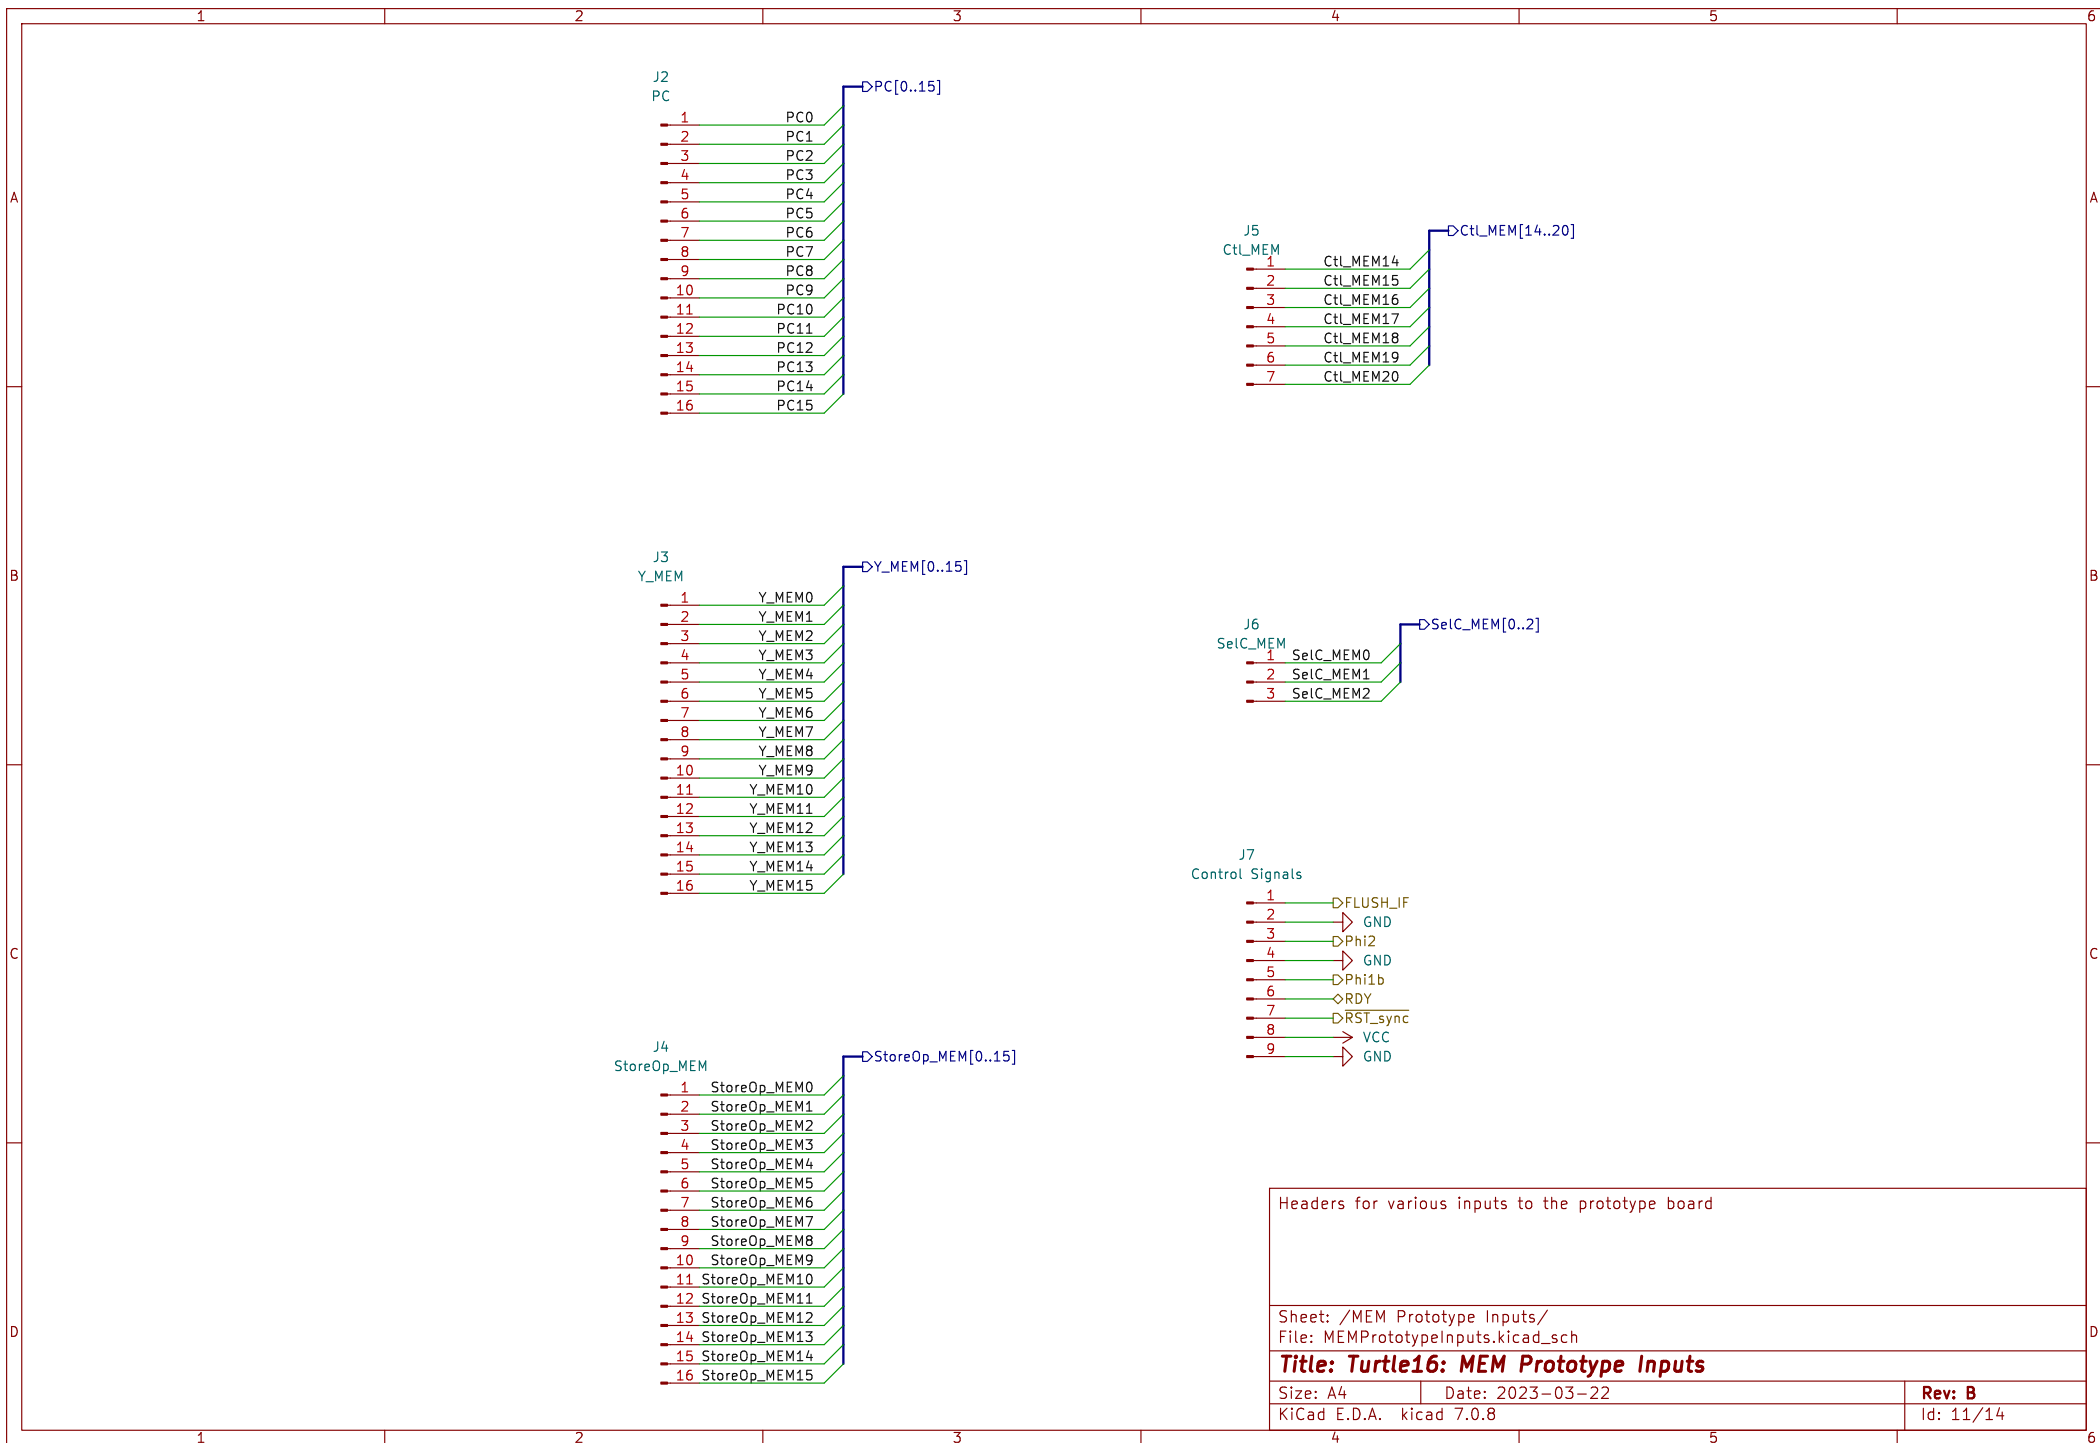 1 2 3 4 5 6
A A
B B
C C
D D
J2
PC
PC[0..15]
1 PC0
2 PC1
3 PC2
4 PC3
5 PC4
6 PC5
7 PC6
8 PC7
9 PC8
10 PC9
11 PC10
12 PC11
13 PC12
14 PC13
15 PC14
16 PC15
J5
Ctl_MEM
Ctl_MEM[14..20]
1 Ctl_MEM14
2 Ctl_MEM15
3 Ctl_MEM16
4 Ctl_MEM17
5 Ctl_MEM18
6 Ctl_MEM19
7 Ctl_MEM20
J3
Y_MEM
Y_MEM[0..15]
1 Y_MEM0
2 Y_MEM1
3 Y_MEM2
4 Y_MEM3
5 Y_MEM4
6 Y_MEM5
7 Y_MEM6
8 Y_MEM7
9 Y_MEM8
10 Y_MEM9
11 Y_MEM10
12 Y_MEM11
13 Y_MEM12
14 Y_MEM13
15 Y_MEM14
16 Y_MEM15
J6
SelC_MEM
SelC_MEM[0..2]
1 SelC_MEM0
2 SelC_MEM1
3 SelC_MEM2
J7
Control Signals
1 FLUSH_IF
2 GND
3 Phi2
4 GND
5 Phi1b
6 RDY
7 RST_sync
8 VCC
9 GND
J4
StoreOp_MEM
StoreOp_MEM[0..15]
1 StoreOp_MEM0
2 StoreOp_MEM1
3 StoreOp_MEM2
4 StoreOp_MEM3
5 StoreOp_MEM4
6 StoreOp_MEM5
7 StoreOp_MEM6
8 StoreOp_MEM7
9 StoreOp_MEM8
10 StoreOp_MEM9
11 StoreOp_MEM10
12 StoreOp_MEM11
13 StoreOp_MEM12
14 StoreOp_MEM13
15 StoreOp_MEM14
16 StoreOp_MEM15
Headers for various inputs to the prototype board
Sheet: /MEM Prototype Inputs/
File: MEMPrototypeInputs.kicad_sch
Title: Turtle16: MEM Prototype Inputs
Size: A4 Date: 2023-03-22 Rev: B
KiCad E.D.A. kicad 7.0.8 Id: 11/14
1 2 3 4 5 6